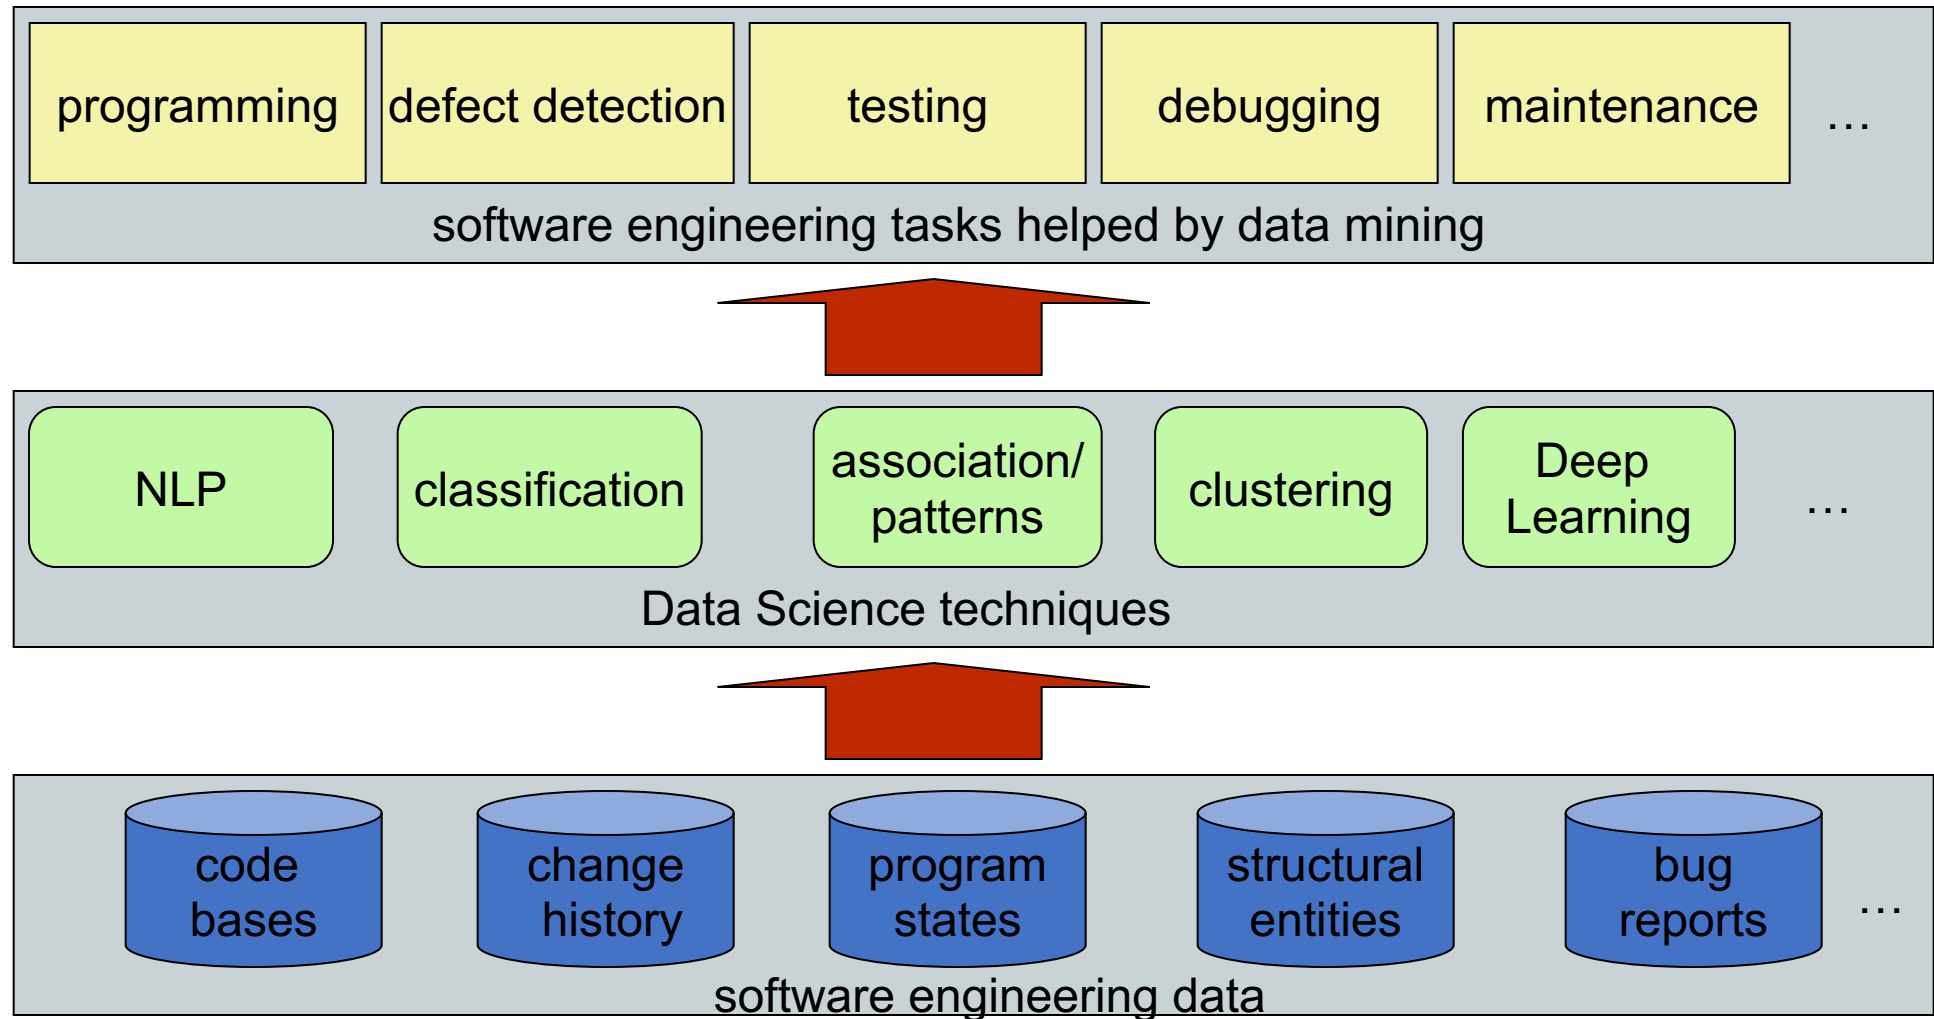 programming
defect detection
testing
debugging
maintenance
…
software engineering tasks helped by data mining
NLP
classification
association/
patterns
clustering
Deep
Learning
…
Data Science techniques
code
bases
change
history
program
states
structural
entities
bug
reports
…
software engineering data